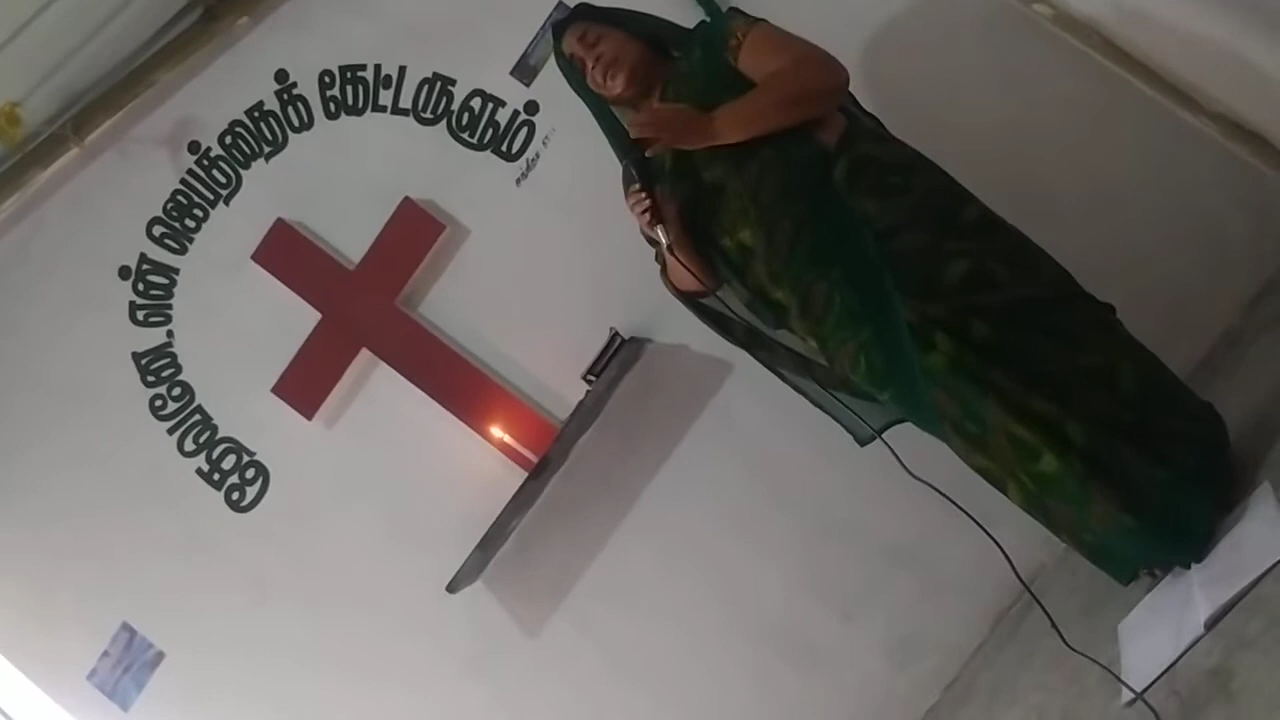 தேவனே.என் ஜெபத்தைக் கேட்டருளும்